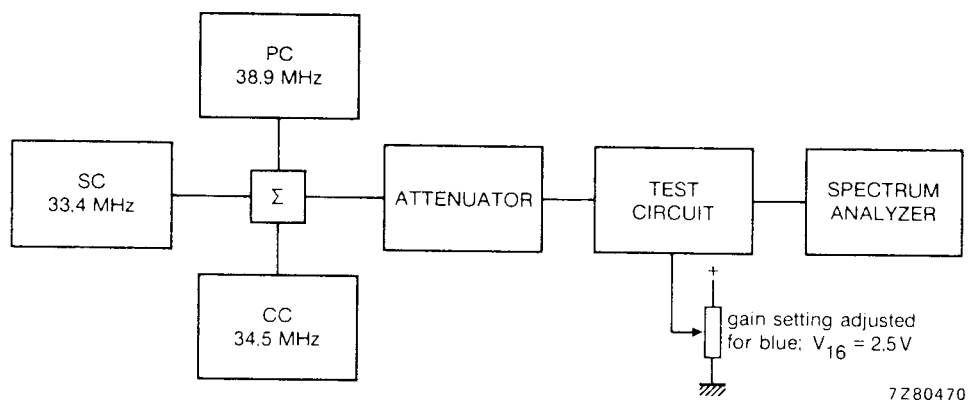 PC
38.9 MHz
SC
33.4 MHz
Σ
ATTENUATOR
TEST
CIRCUIT
SPECTRUM
ANALYZER
CC
34.5 MHz
+
gain setting adjusted
for blue; V16 = 2,5 V
7Z80470